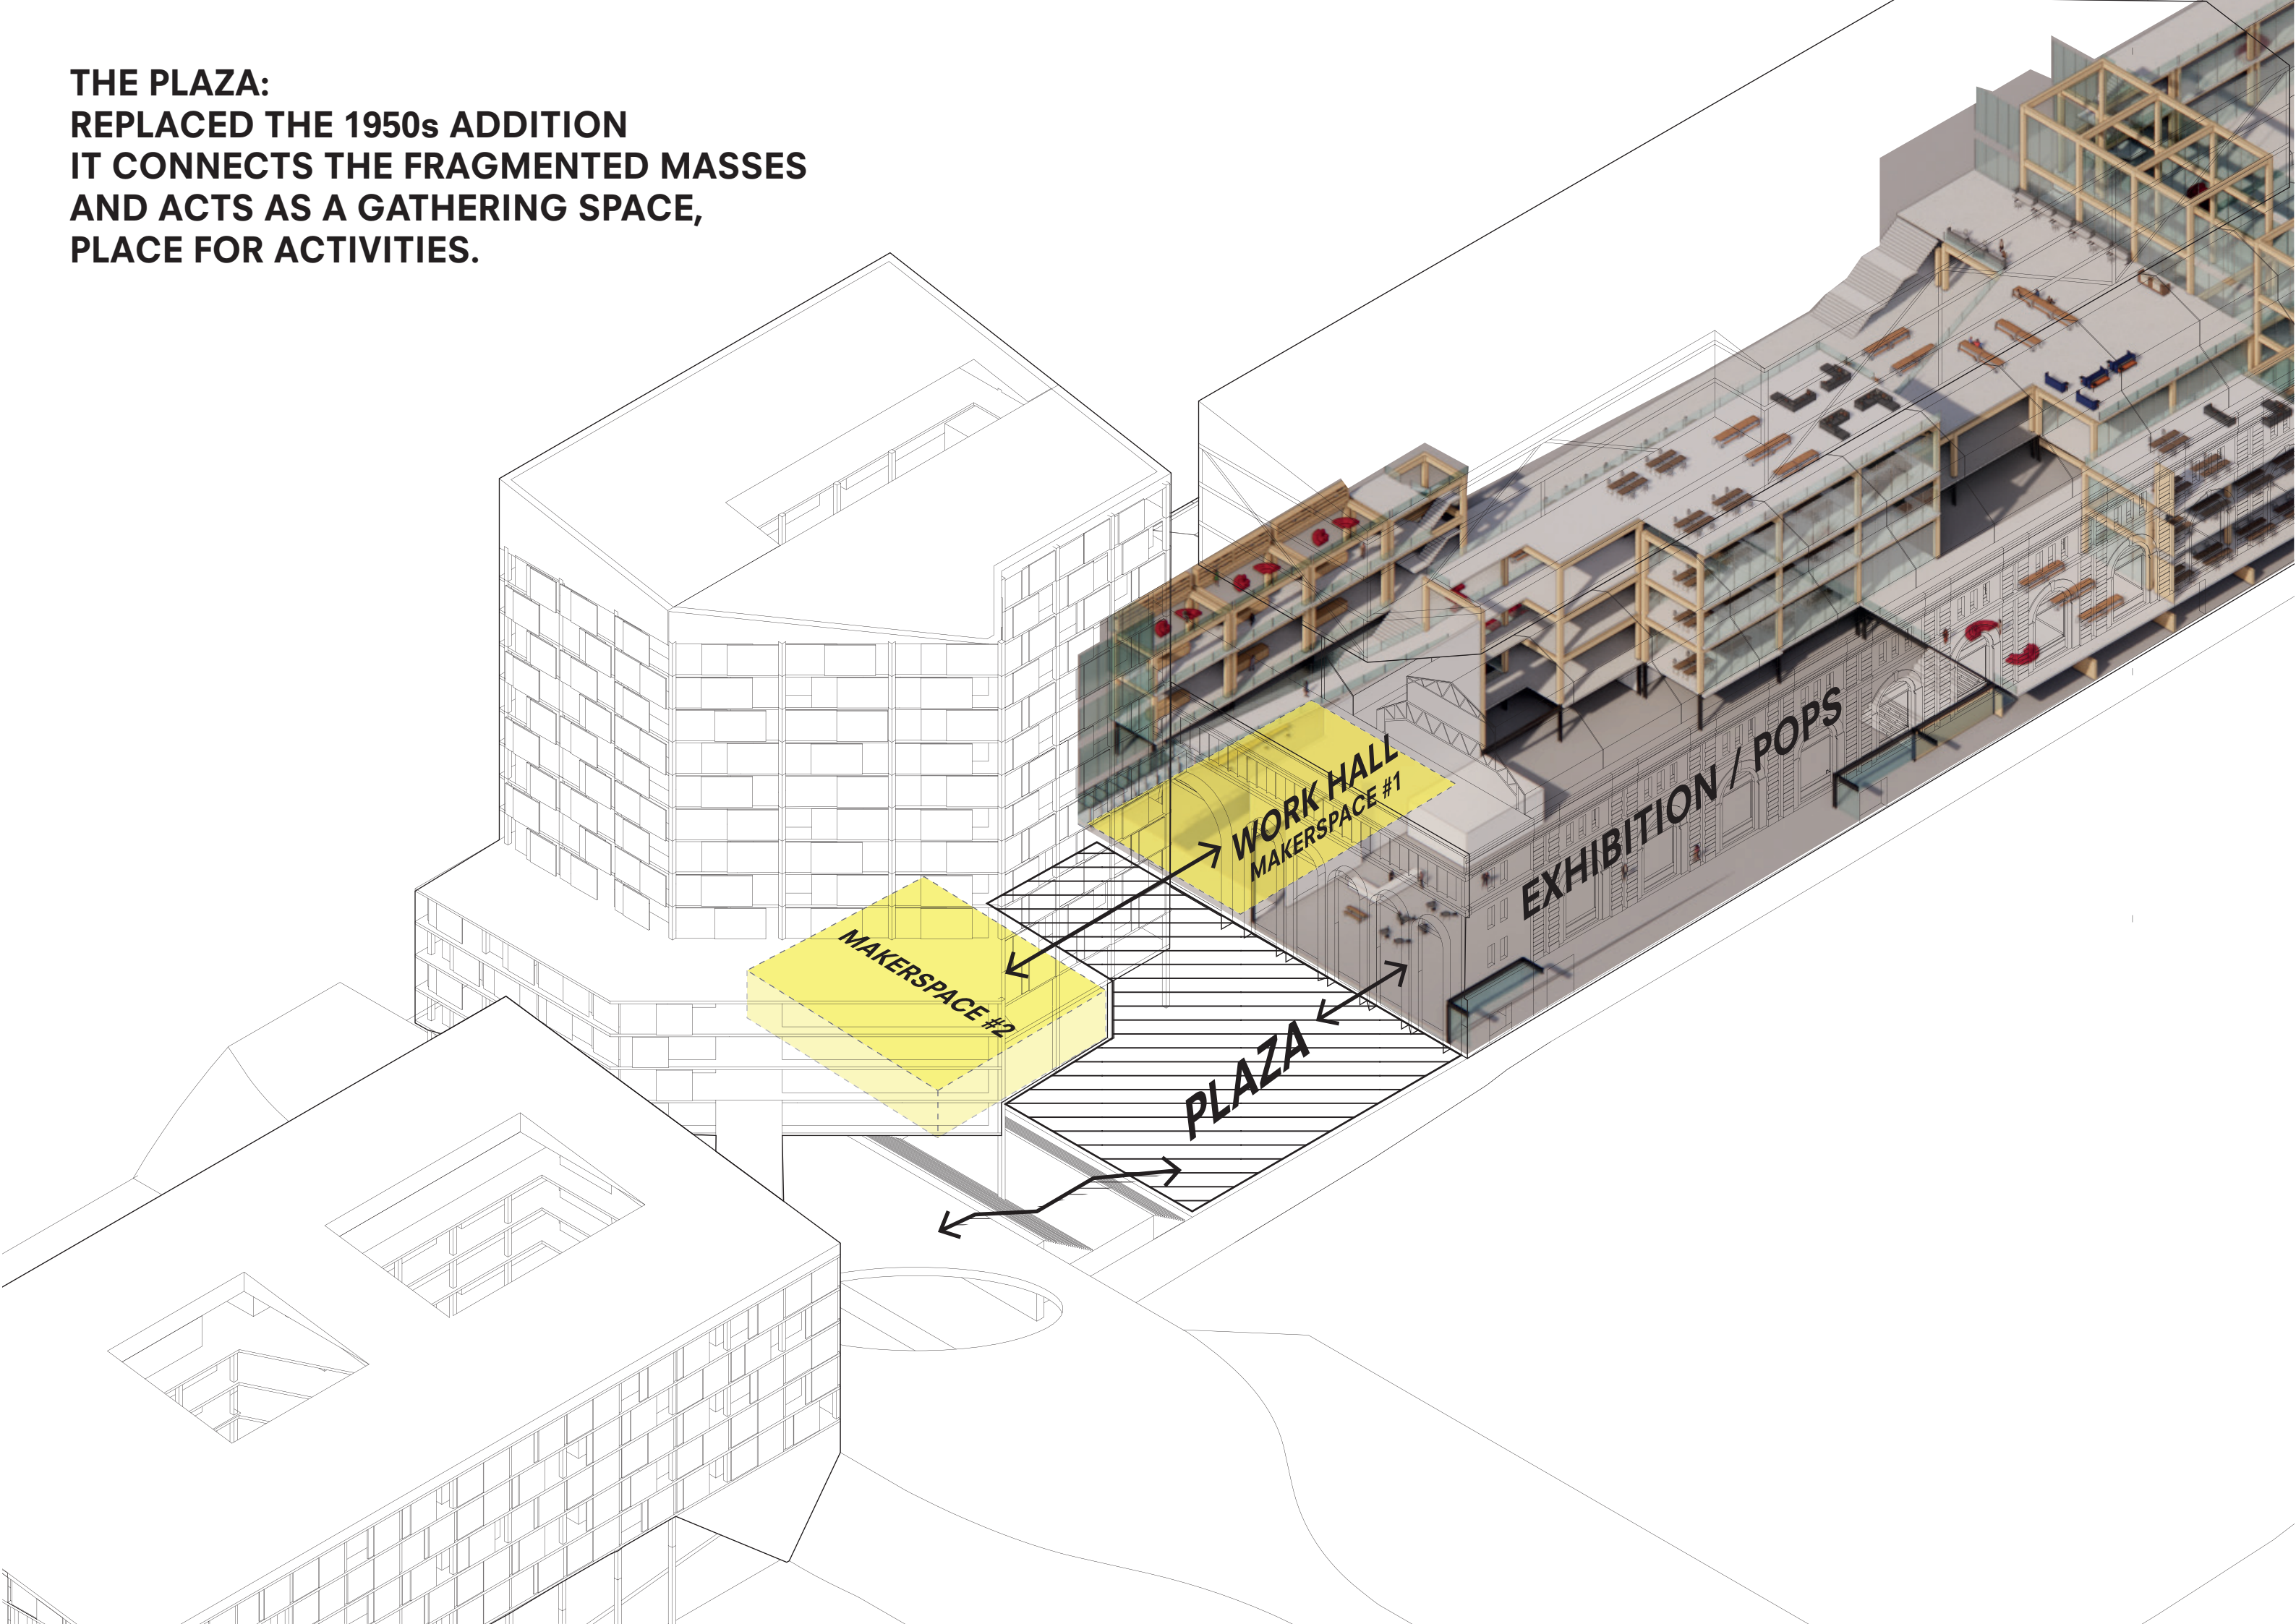 THE PLAZA:
REPLACED THE 1950s ADDITION
IT CONNECTS THE FRAGMENTED MASSES
AND ACTS AS A GATHERING SPACE,
PLACE FOR ACTIVITIES.
WORK HALL
MAKERSPACE #1
EXHIBITION / POPS
MAKERSPACE #2
PLAZA